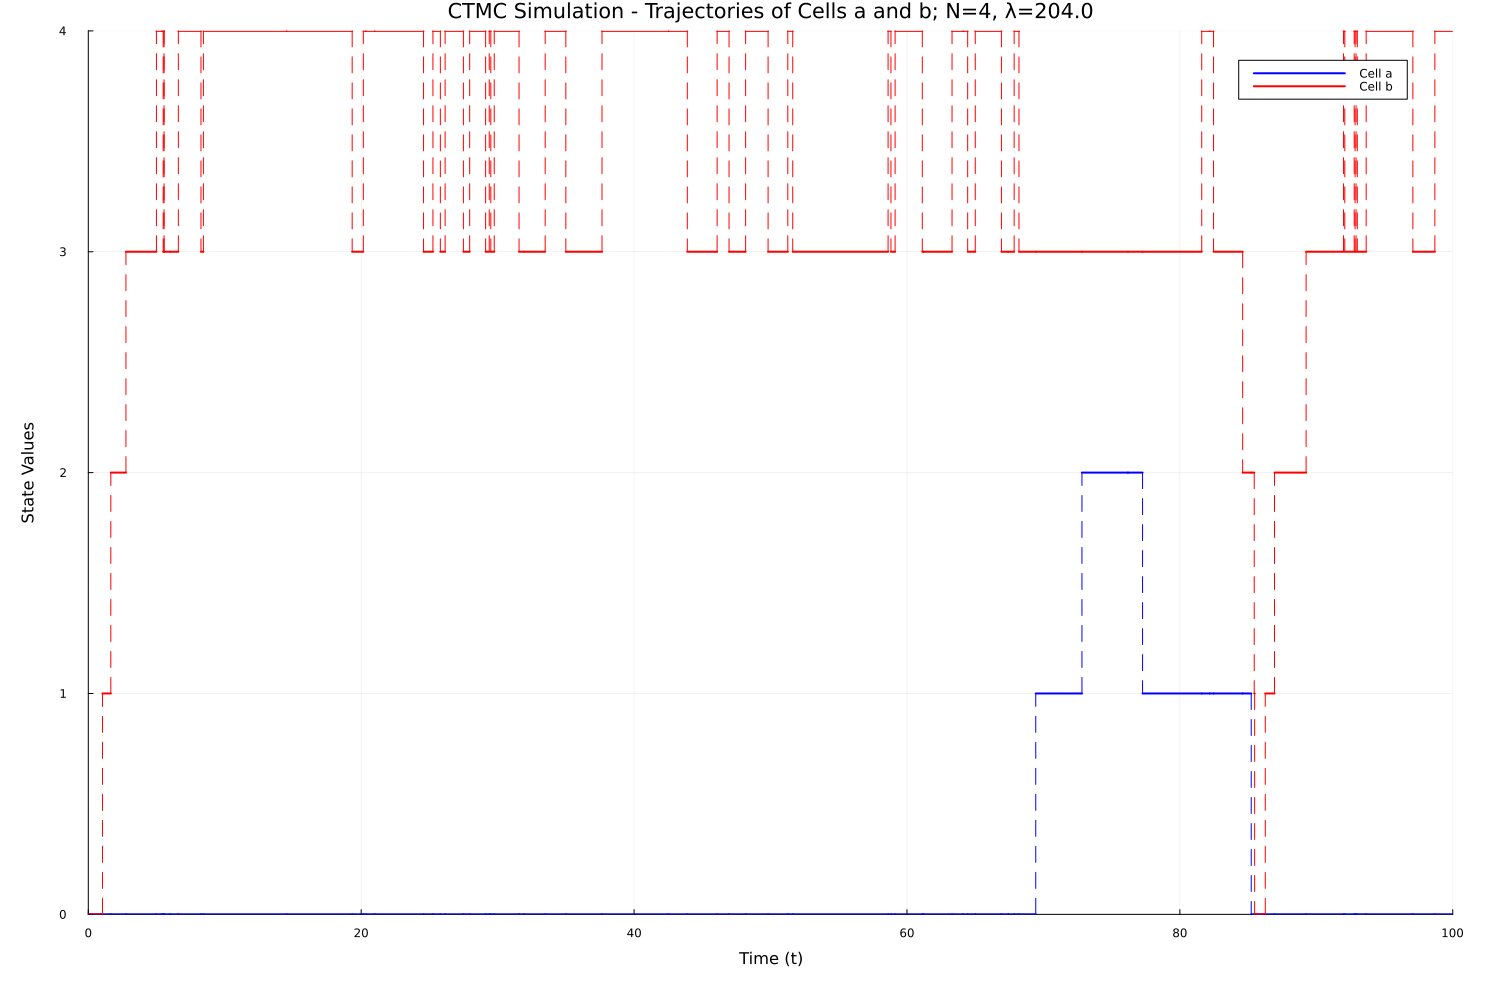 CTMC Simulation - Trajectories of Cells a and b; N=4, λ=204.0
4
Cell a
Cell b
3
State Values
2
1
0
0 20 40 60 80 100
Time (t)